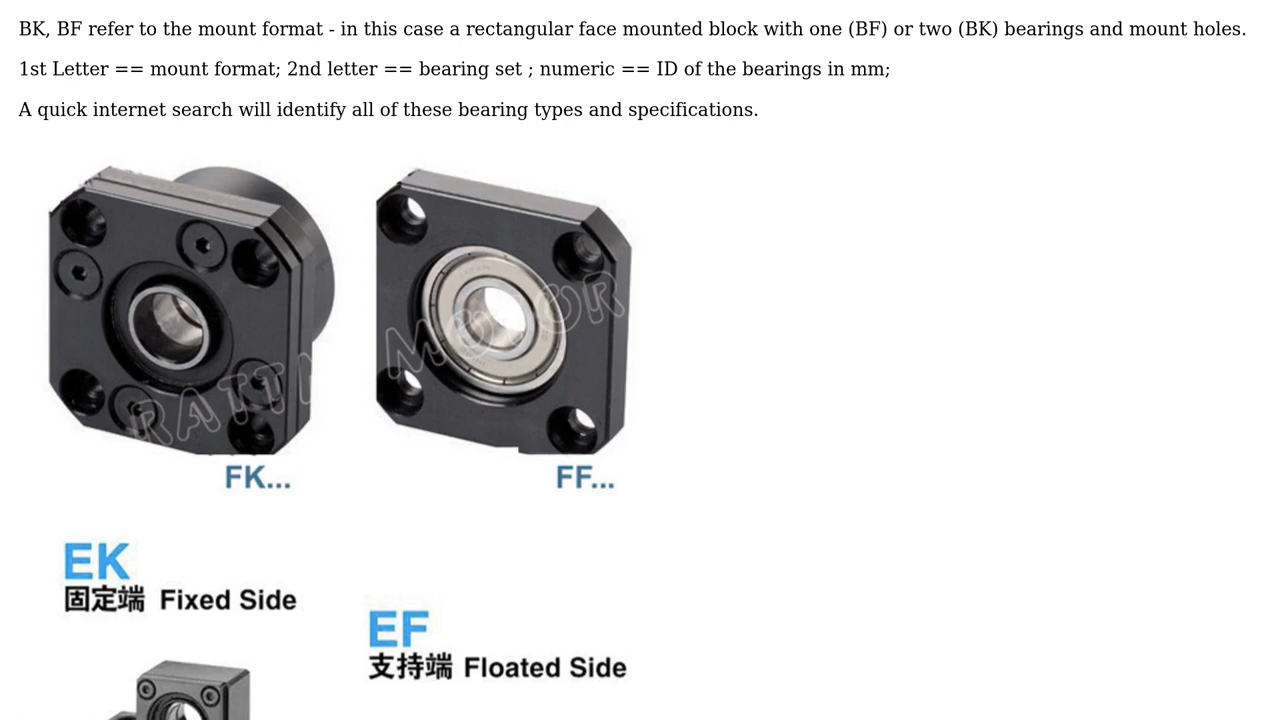 BK, BF refer to the mount format - in this case a rectangular face mounted block with one (BF) or two (BK) bearings and mount holes.
1st Letter == mount format; 2nd letter == bearing set ; numeric == ID of the bearings in mm;
A quick internet search will identify all of these bearing types and specifications.
RATTM MOTOR
FK...
FF...
EK
固定端 Fixed Side
EF
支持端 Floated Side